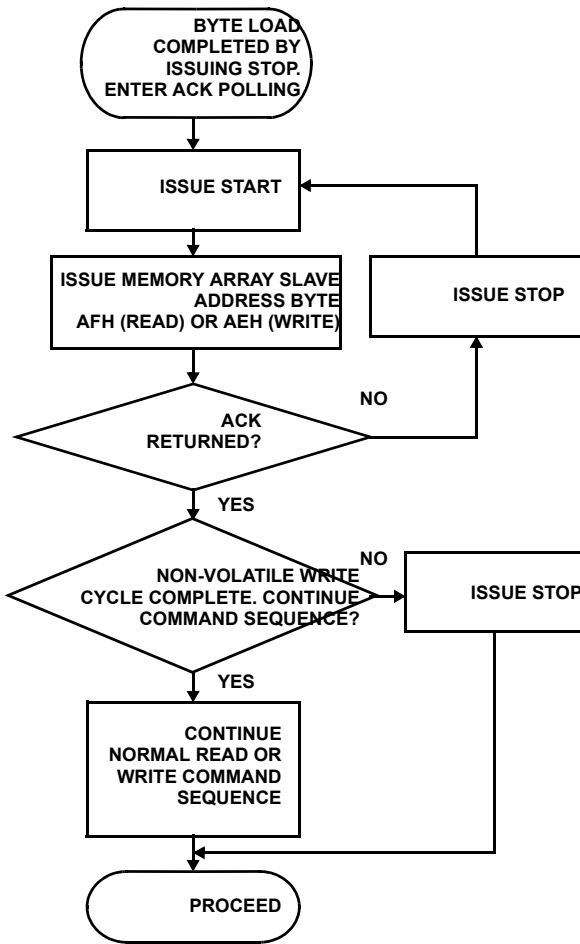 BYTE LOAD
COMPLETED BY
ISSUING STOP.
ENTER ACK POLLING
ISSUE START
ISSUE MEMORY ARRAY SLAVE
ADDRESS BYTE
AFH (READ) OR AEH (WRITE)
ISSUE STOP
NO
ACK
RETURNED?
YES
NO
NON-VOLATILE WRITE
CYCLE COMPLETE. CONTINUE
COMMAND SEQUENCE?
ISSUE STOP
YES
CONTINUE
NORMAL READ OR
WRITE COMMAND
SEQUENCE
PROCEED